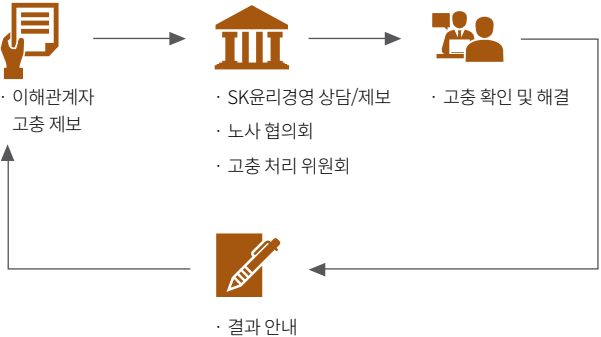 · 이해관계자
고충 제보
· SK윤리경영 상담/제보
· 노사 협의회
· 고충 처리 위원회
· 고충 확인 및 해결
· 결과 안내